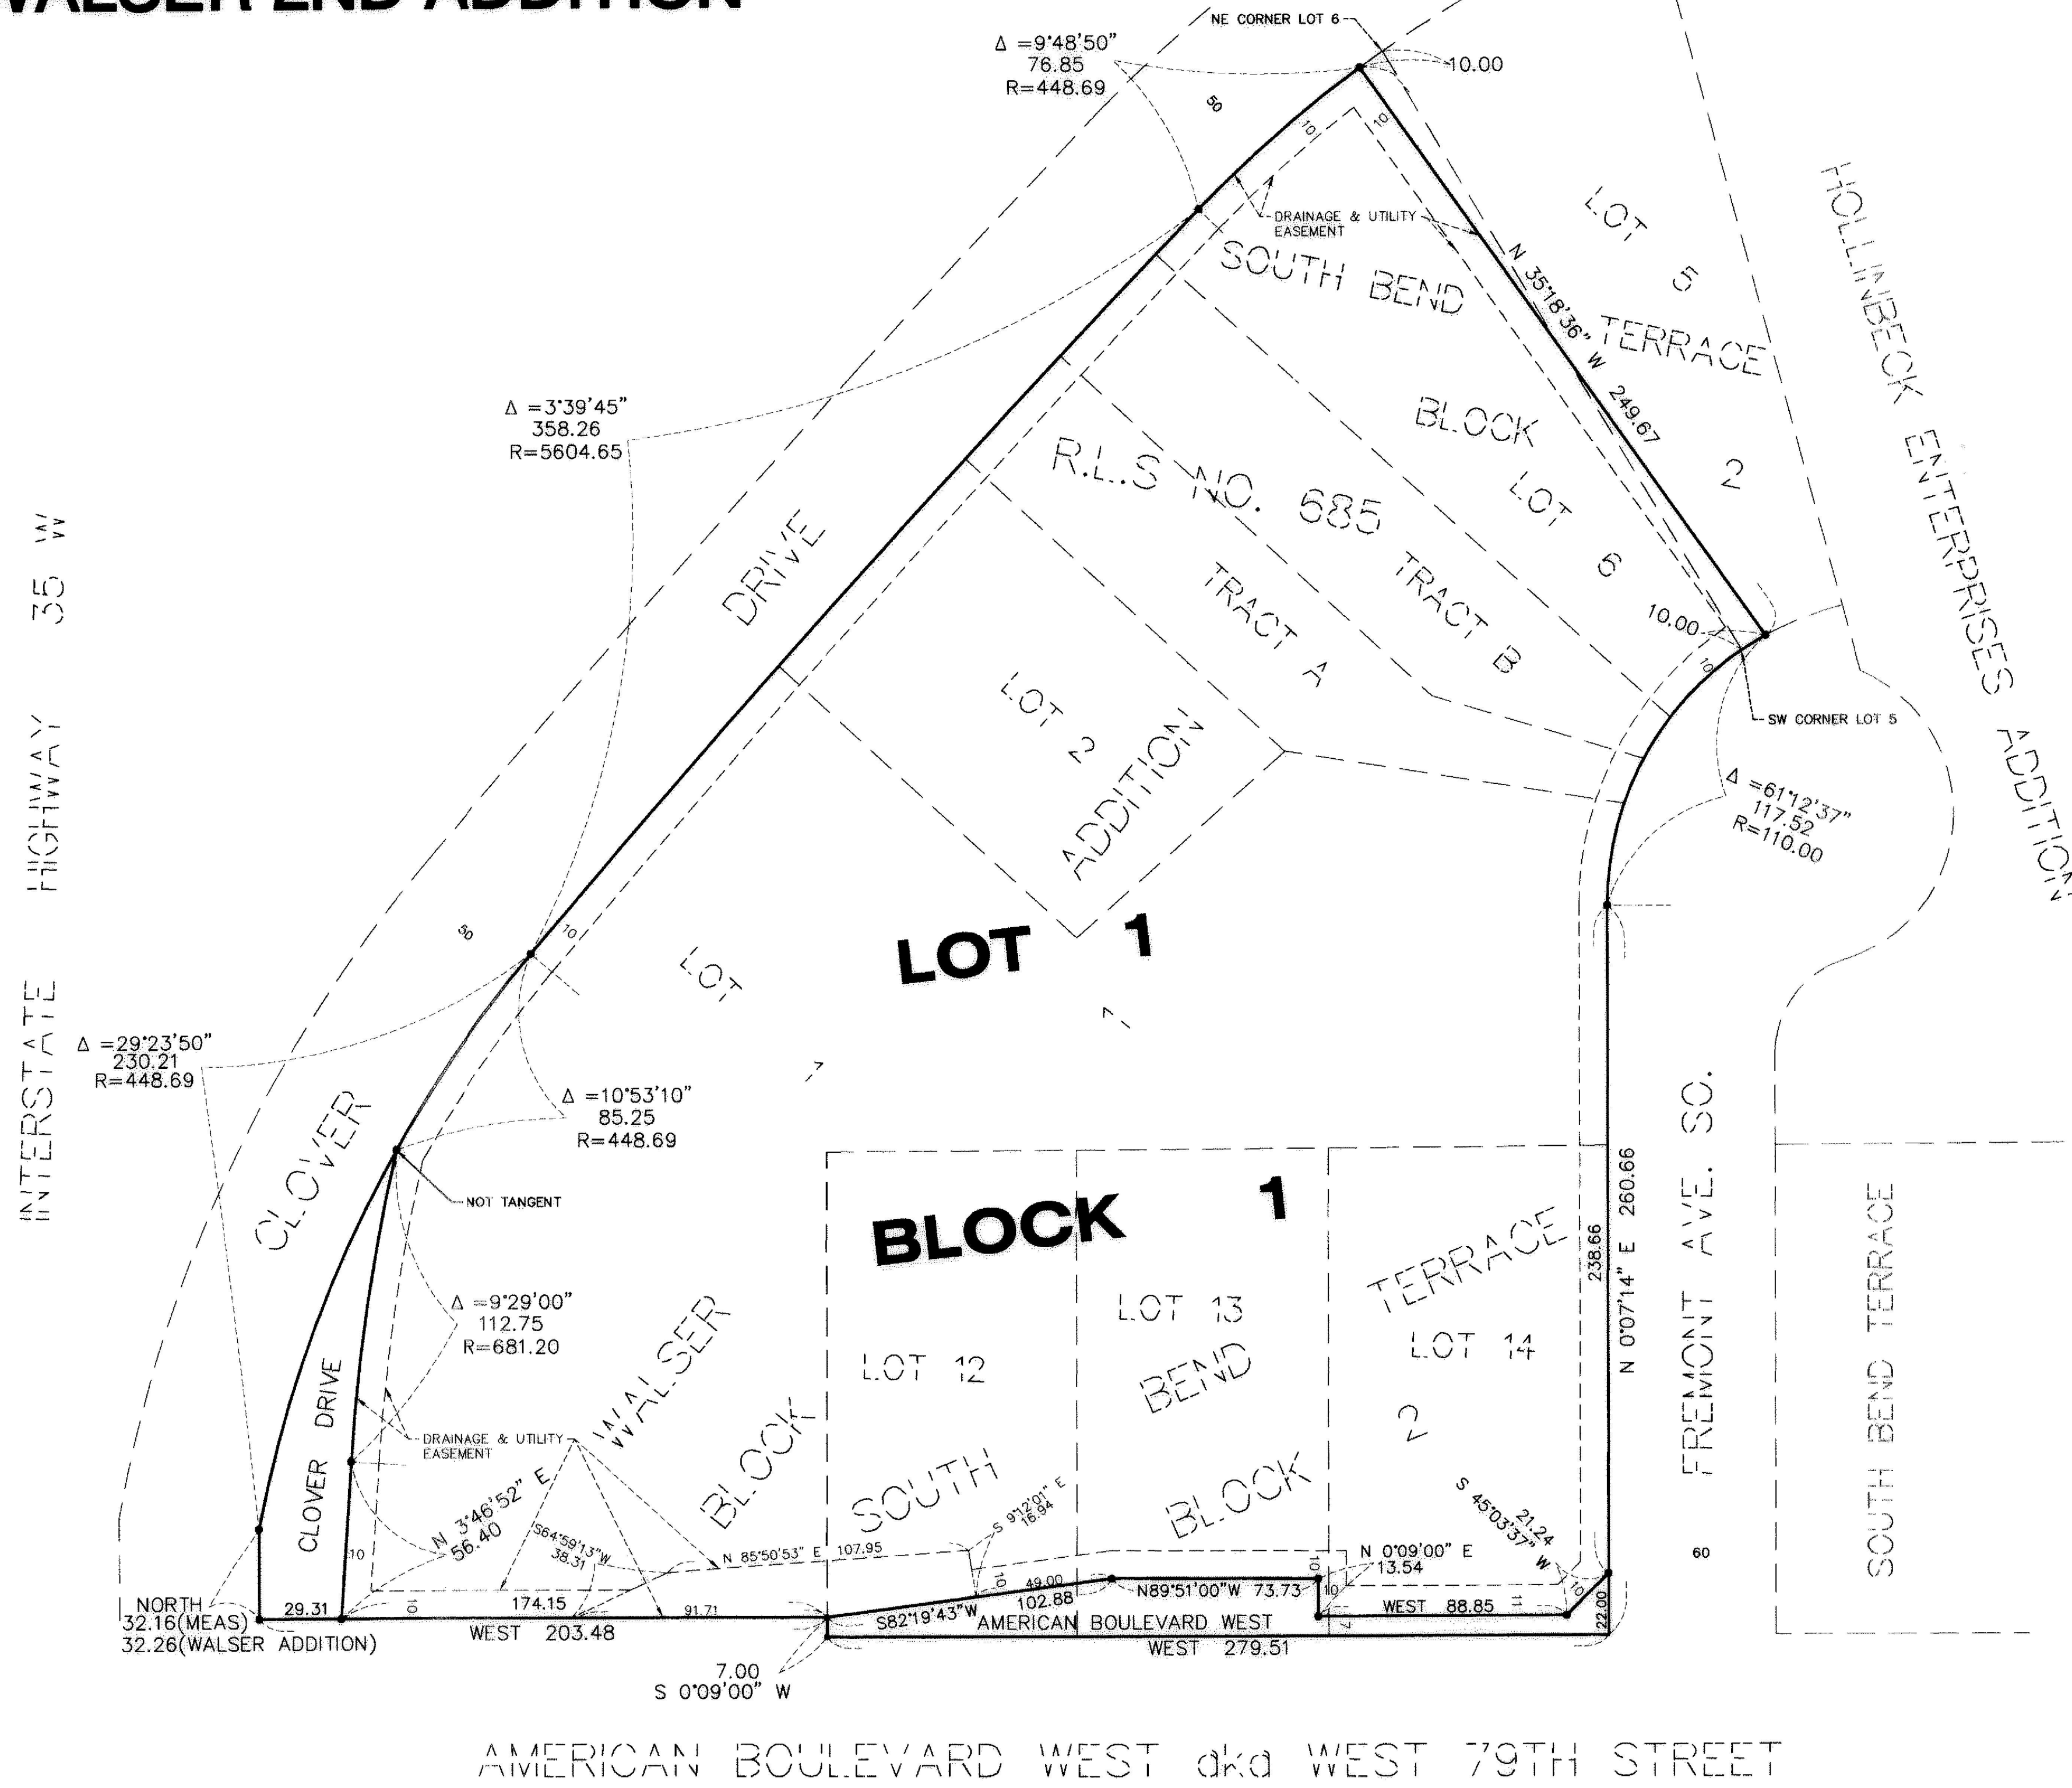 WALSER 2ND ADDITION
NE CORNER LOT 6
Δ =9°48'50"
76.85
R=448.69
10.00
50
10
10
DRAINAGE & UTILITY
EASEMENT
LOT 5
TERRACE
2
HOLLINBECK ENTERPRISES ADDITION
SOUTH BEND
N 35°18'36" W 249.67
BLOCK
LOT 6
Δ =3°39'45"
358.26
R=5604.65
R.L.S NO. 685
TRACT B
TRACT A
INTERSTATE HIGHWAY 35 W
DRIVE
10.00
10
SW CORNER LOT 5
LOT 2
ADDITION
Δ =61°12'37"
117.52
R=110.00
50
10
LOT
LOT 1
1
1
Δ =29°23'50"
230.21
R=448.69
Δ =10°53'10"
85.25
R=448.69
CLOVER
NOT TANGENT
BLOCK 1
TERRACE
LOT 14
2
LOT 13
BEND
BLOCK
LOT 12
SOUTH
WALSER
BLOCK
238.66
N 0°07'14" E 260.66
FREMONT AVE. SO.
SOUTH BEND TERRACE
Δ =9°29'00"
112.75
R=681.20
CLOVER DRIVE
DRAINAGE & UTILITY
EASEMENT
N 3°46'52" E
56.40
S64°59'13"W
38.31
N 85°50'53" E 107.95
S 9°12'01" E
16.94
S 45°03'37" W
21.24
60
10
10
10
49.00
102.88
S82°19'43"W
N89°51'00"W 73.73
10
10
N 0°09'00" E
13.54
WEST 88.85
11
10
22.00
17
NORTH
32.16(MEAS)
32.26(WALSER ADDITION)
29.31
174.15
91.71
WEST 203.48
AMERICAN BOULEVARD WEST
WEST 279.51
7.00
S 0°09'00" W
AMERICAN BOULEVARD WEST aka WEST 79TH STREET